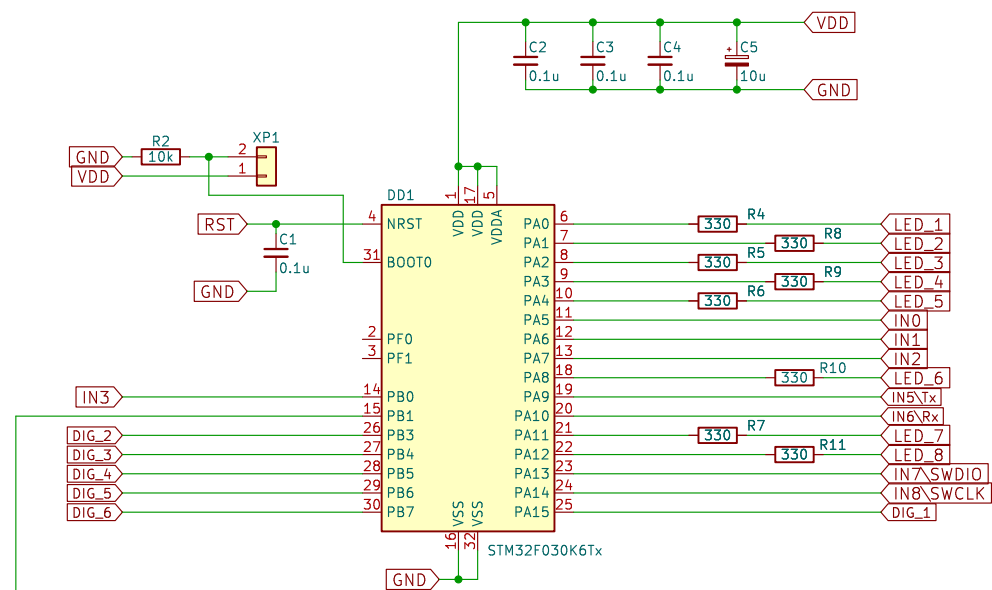 VDD
C2 C3 C4 C5
+
0.1u 0.1u 0.1u 10u
GND
R2 XP1
GND 10k 2
VDD 1
DD1
1 17 5
VDD VDD VDDA
RST 4 NRST PA0 6 330 R4 LED_1
C1 PA1 7 330 R8 LED_2
31 BOOT0 PA2 8 330 R5 LED_3
0.1u PA3 9 330 R9 LED_4
GND PA4 10 330 R6 LED_5
PA5 11 IN0
2 PF0 PA6 12 IN1
3 PF1 PA7 13 IN2
PA8 18 330 R10 LED_6
IN3 14 PB0 PA9 19 IN5\Tx
15 PB1 PA10 20 IN6\Rx
DIG_2 26 PB3 PA11 21 330 R7 LED_7
DIG_3 27 PB4 PA12 22 330 R11 LED_8
DIG_4 28 PB5 PA13 23 IN7\SWDIO
DIG_5 29 PB6 PA14 24 IN8\SWCLK
DIG_6 30 PB7 PA15 25 DIG_1
VSS VSS
16 32
STM32F030K6Tx
GND